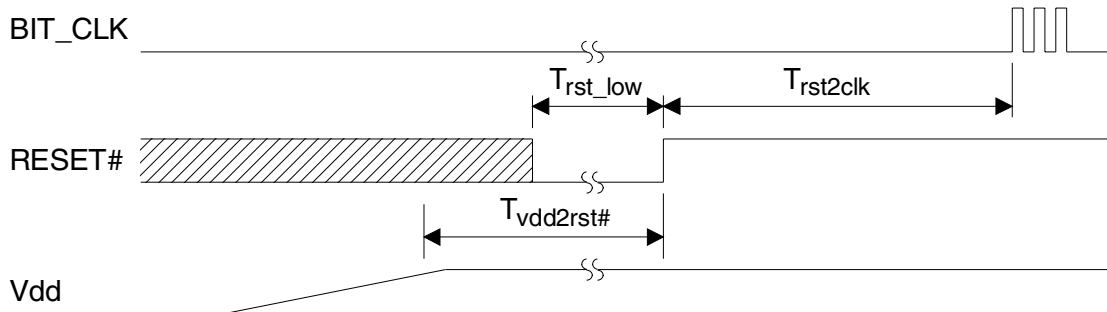 BIT_CLK
Trst_low
Trst2clk
RESET#
Tvdd2rst#
Vdd